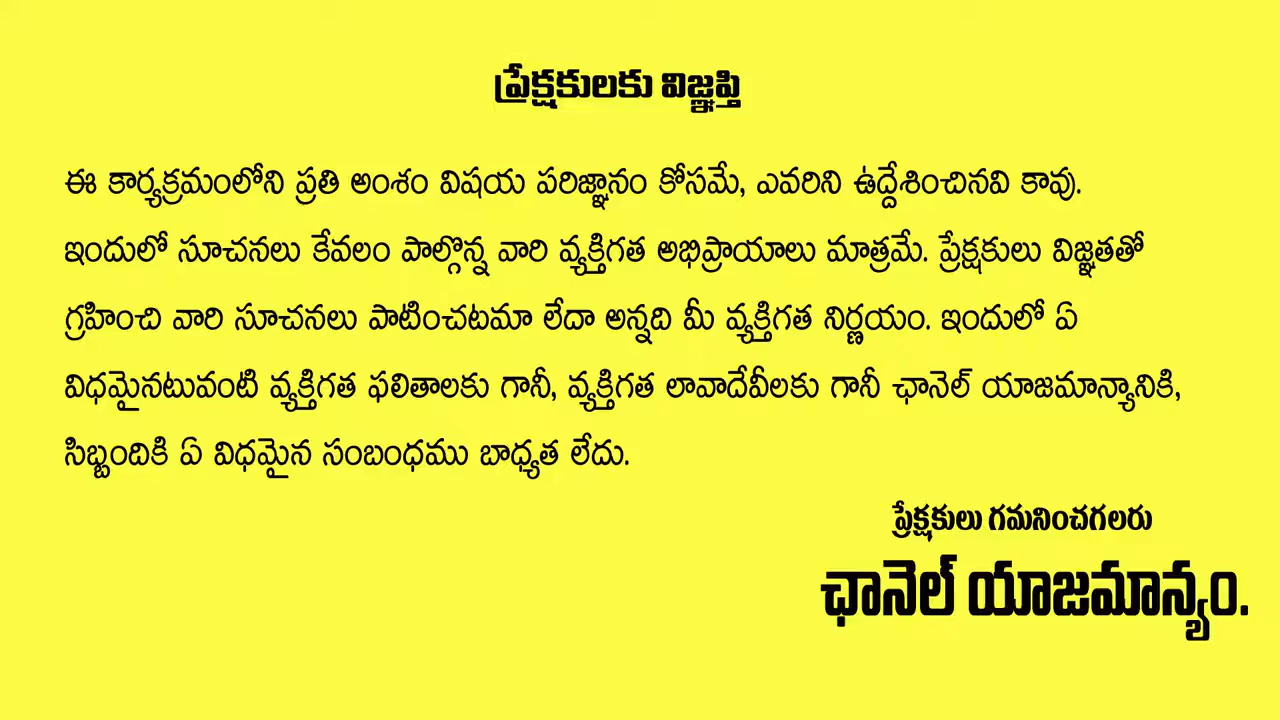 ప్రేక్షకులకు విజ్ఞప్తి
ఈ కార్యక్రమంలోని ప్రతి అంశం విషయ పరిజ్ఞానం కోసమే, ఎవరిని ఉద్దేశించినవి కావు.
ఇందులో సూచనలు కేవలం పాల్గొన్న వారి వ్యక్తిగత అభిప్రాయాలు మాత్రమే. ప్రేక్షకులు విజ్ఞతతో
గ్రహించి వారి సూచనలు పాటించటమా లేదా అన్నది మీ వ్యక్తిగత నిర్ణయం. ఇందులో ఏ
విధమైనటువంటి వ్యక్తిగత ఫలితాలకు గానీ, వ్యక్తిగత లావాదేవీలకు గానీ ఛానెల్ యాజమాన్యానికి,
సిబ్బందికి ఏ విధమైన సంబంధము బాధ్యత లేదు.
ప్రేక్షకులు గమనించగలరు
ఛానెల్ యాజమాన్యం.